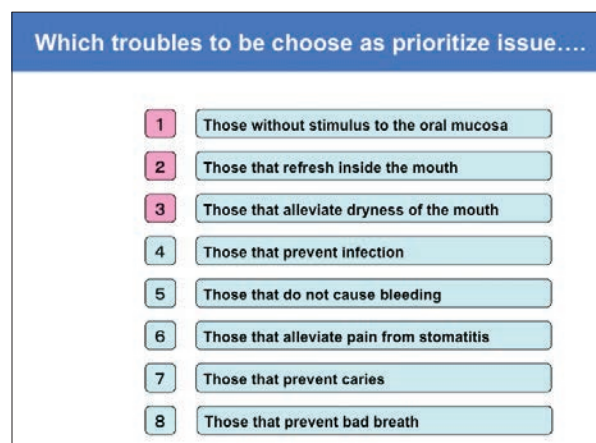 Which troubles to be choose as prioritize issue....
1 Those without stimulus to the oral mucosa
2 Those that refresh inside the mouth
3 Those that alleviate dryness of the mouth
4 Those that prevent infection
5 Those that do not cause bleeding
6 Those that alleviate pain from stomatitis
7 Those that prevent caries
8 Those that prevent bad breath